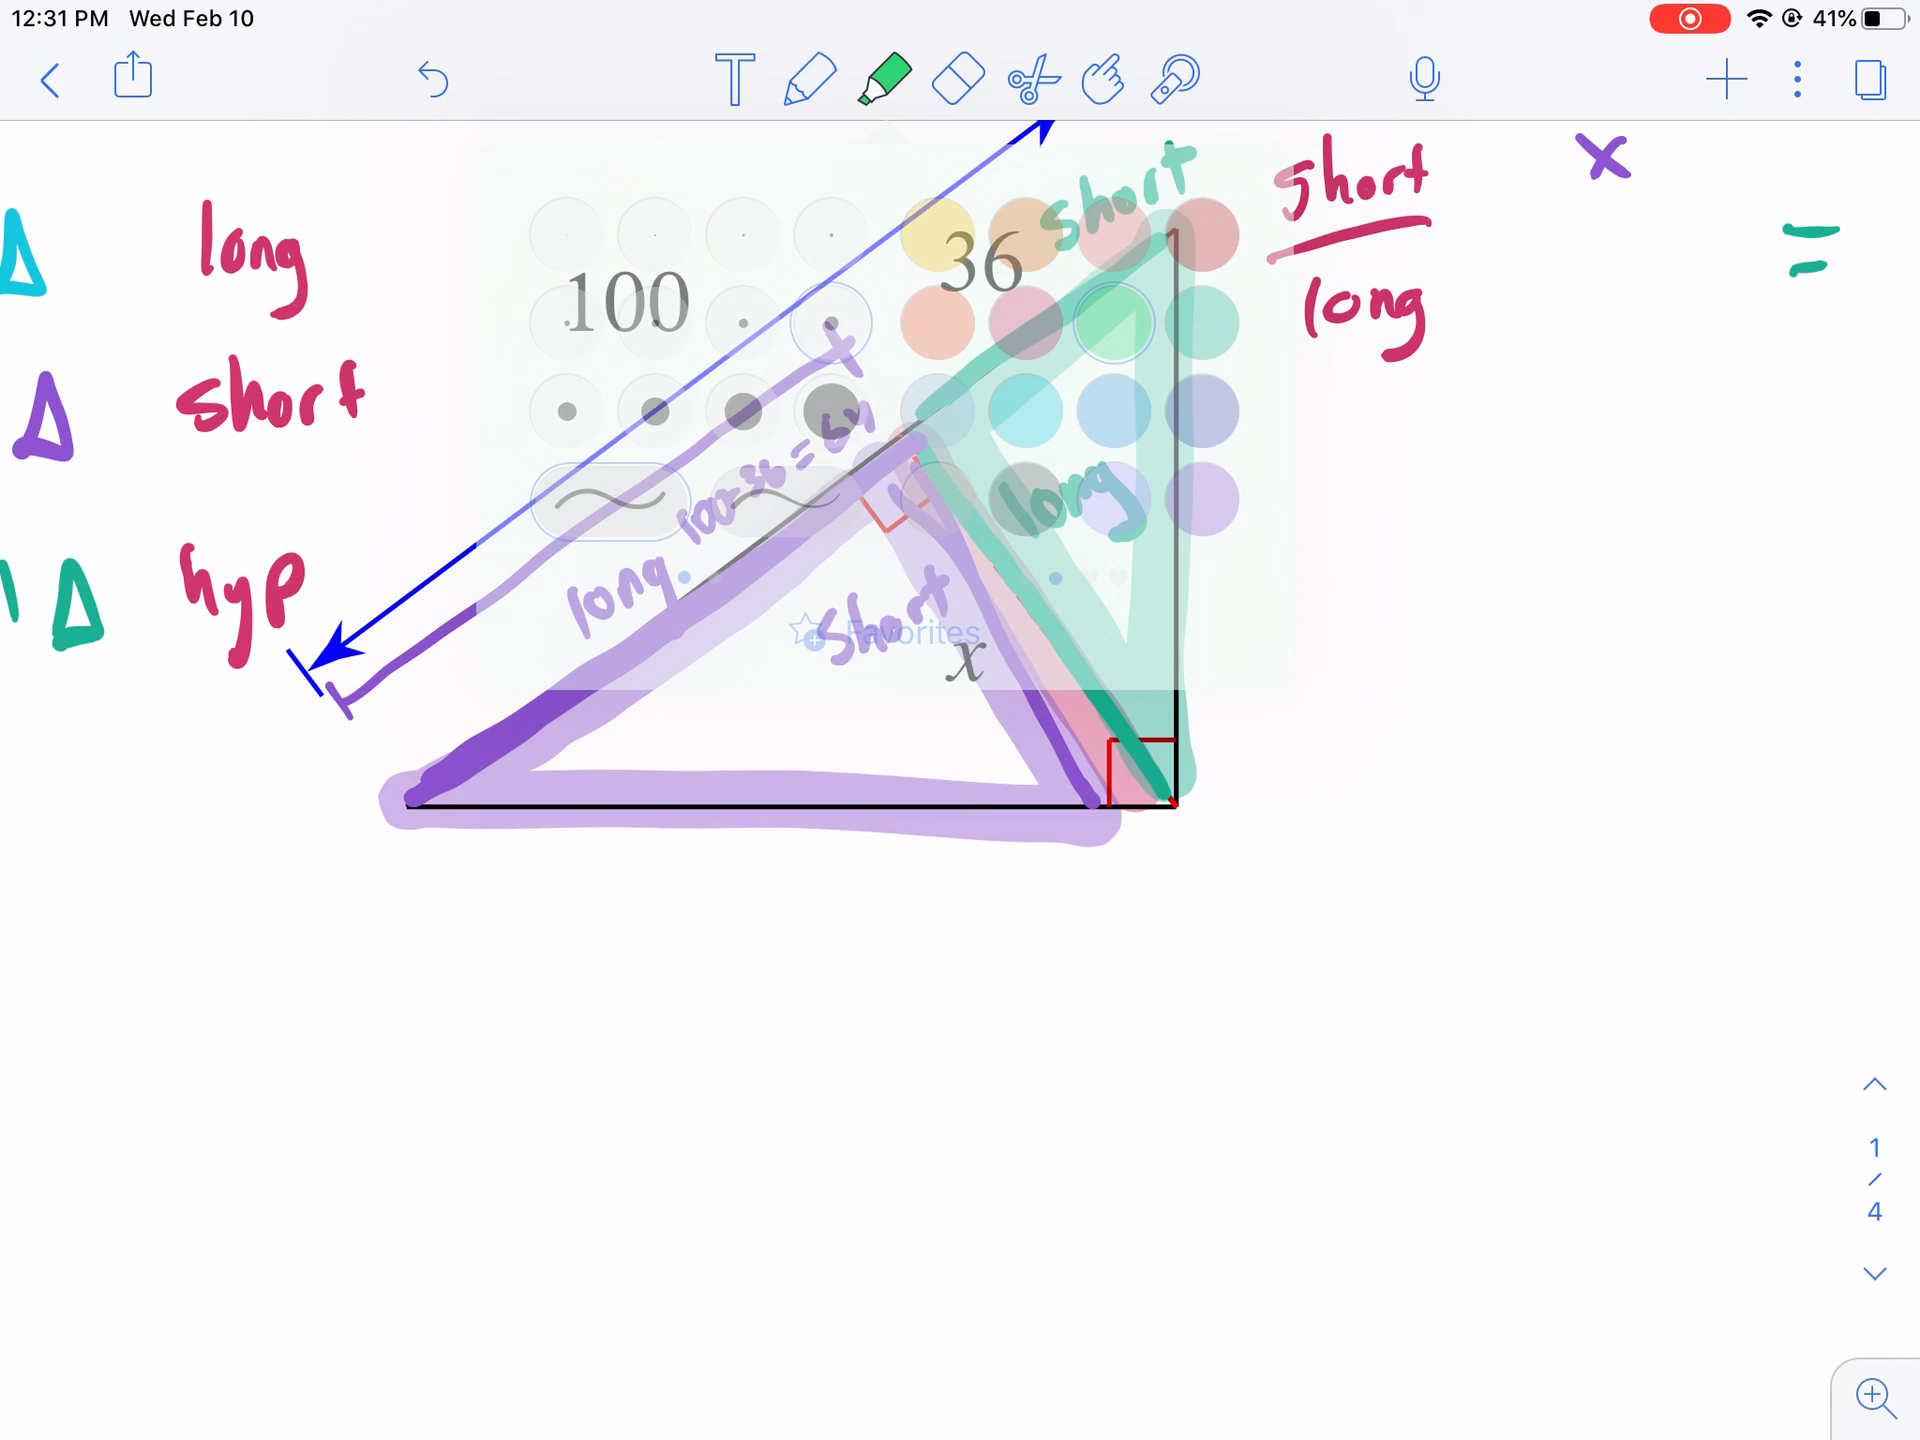 12:31 PM Wed Feb 10
41%
T
short
short
x
long
36
=
100
long
short
100-36=64
long
long
hyp
short
Favorites
x
1
/
4